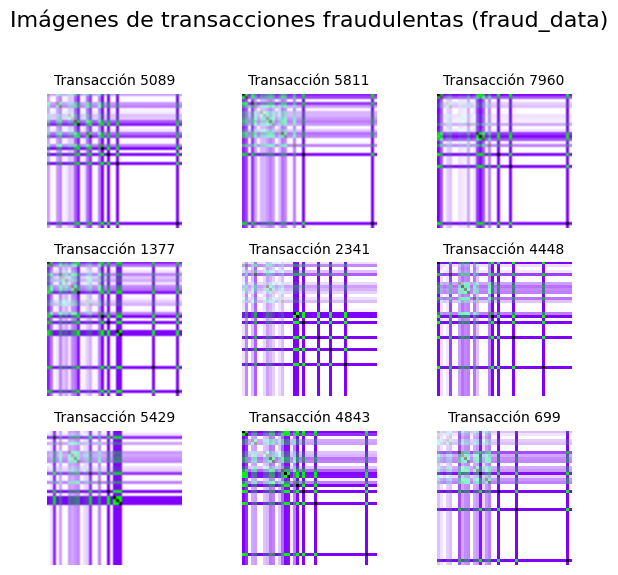 Imágenes de transacciones fraudulentas (fraud_data)
Transacción 5089
Transacción 5811
Transacción 7960
Transacción 1377
Transacción 2341
Transacción 4448
Transacción 5429
Transacción 4843
Transacción 699